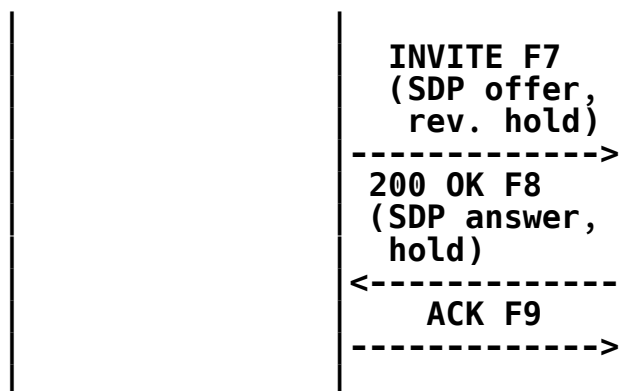 INVITE F7
(SDP offer,
rev. hold)
------------->
200 OK F8
(SDP answer,
hold)
<-------------
ACK F9
------------->